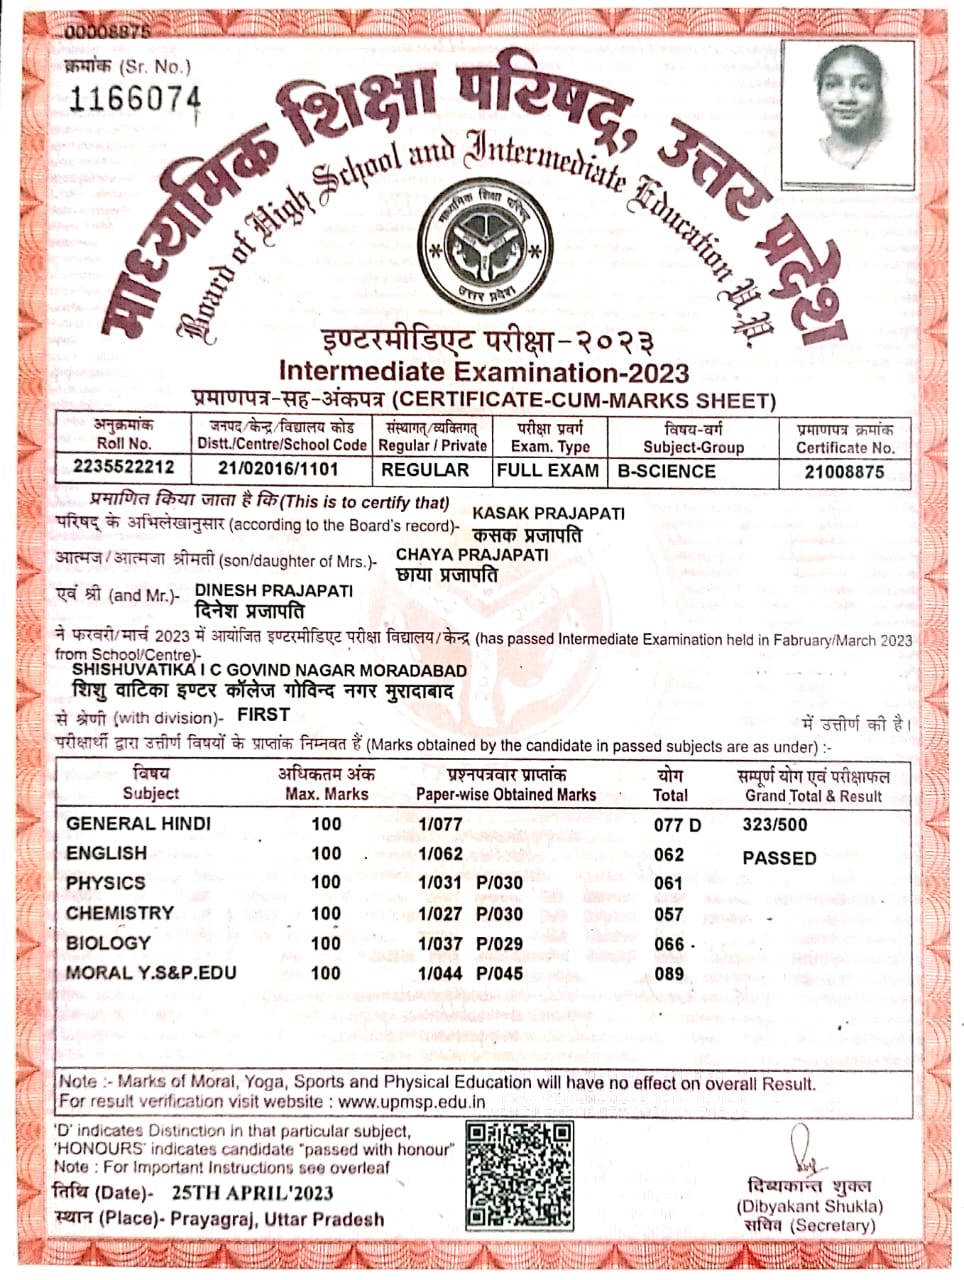 00008875
क्रमांक (Sr. No.)
1166074
माध्यमिक शिक्षा परिषद्, उत्तर प्रदेश
Board of High School and Intermediate Education U.P.
माध्यमिक शिक्षा परिषद
उत्तर प्रदेश
इण्टरमीडिएट परीक्षा-२०२३
Intermediate Examination-2023
प्रमाणपत्र-सह-अंकपत्र (CERTIFICATE-CUM-MARKS SHEET)
अनुक्रमांक जनपद/केन्द्र/विद्यालय कोड संस्थागत/व्यक्तिगत परीक्षा प्रवर्ग विषय-वर्ग प्रमाणपत्र क्रमांक
Roll No. Distt./Centre/School Code Regular / Private Exam. Type Subject-Group Certificate No.
2235522212 21/02016/1101 REGULAR FULL EXAM B-SCIENCE 21008875
प्रमाणित किया जाता है कि(This is to certify that)
KASAK PRAJAPATI
परिषद् के अभिलेखानुसार (according to the Board's record)-
कसक प्रजापति
CHAYA PRAJAPATI
आत्मज/आत्मजा श्रीमती (son/daughter of Mrs.)-
छाया प्रजापति
एवं श्री (and Mr.)- DINESH PRAJAPATI
दिनेश प्रजापति
ने फरवरी/मार्च 2023 में आयोजित इण्टरमीडिएट परीक्षा विद्यालय/केन्द्र (has passed Intermediate Examination held in Fabruary/March 2023
from School/Centre)-
SHISHUVATIKA I C GOVIND NAGAR MORADABAD
शिशु वाटिका इण्टर कॉलेज गोविन्द नगर मुरादाबाद
से श्रेणी (with division)- FIRST में उत्तीर्ण की है।
परीक्षार्थी द्वारा उत्तीर्ण विषयों के प्राप्तांक निम्नवत हैं (Marks obtained by the candidate in passed subjects are as under) :-
विषय अधिकतम अंक प्रश्नपत्रवार प्राप्तांक योग सम्पूर्ण योग एवं परीक्षाफल
Subject Max. Marks Paper-wise Obtained Marks Total Grand Total & Result
GENERAL HINDI 100 1/077 077 D 323/500
ENGLISH 100 1/062 062 PASSED
PHYSICS 100 1/031 P/030 061
CHEMISTRY 100 1/027 P/030 057
BIOLOGY 100 1/037 P/029 066
MORAL Y.S&P.EDU 100 1/044 P/045 089
Note :- Marks of Moral, Yoga, Sports and Physical Education will have no effect on overall Result.
For result verification visit website : www.upmsp.edu.in
'D' indicates Distinction in that particular subject,
'HONOURS' indicates candidate "passed with honour"
Note : For Important Instructions see overleaf
तिथि (Date)- 25TH APRIL'2023
स्थान (Place)- Prayagraj, Uttar Pradesh
दिब्यकान्त शुक्ल
(Dibyakant Shukla)
सचिव (Secretary)